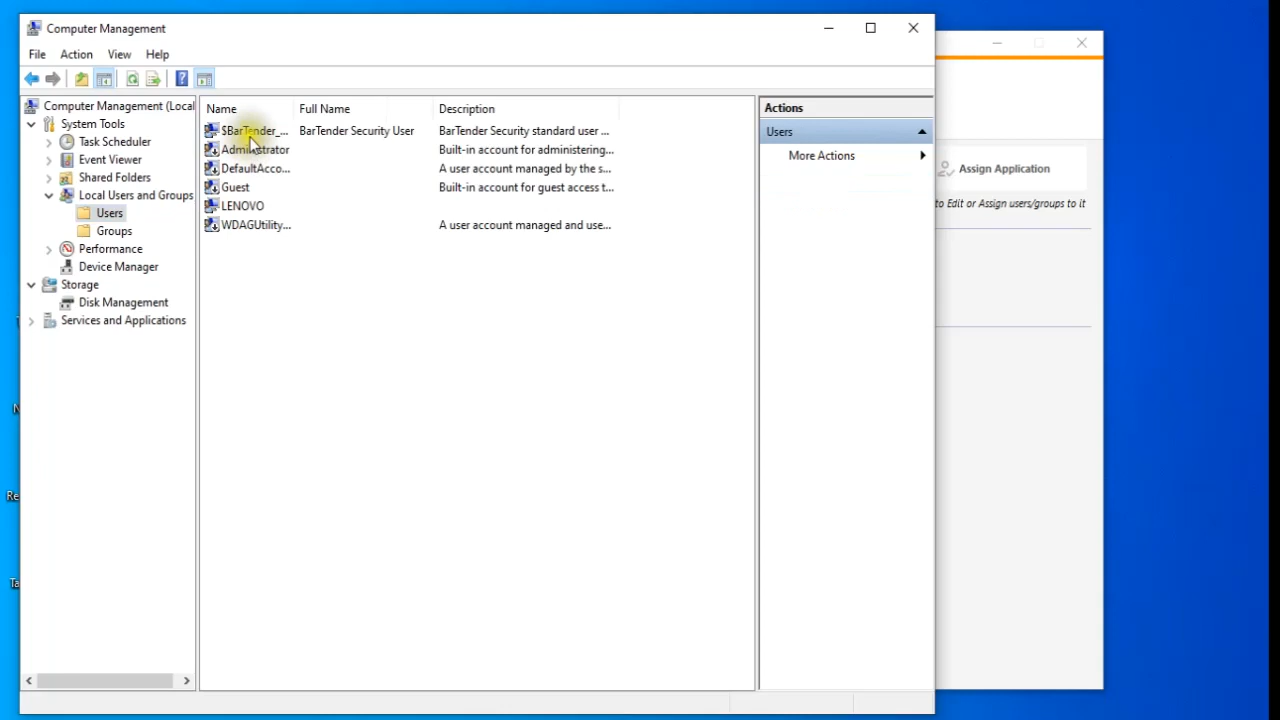 Computer Management
File Action View Help
Computer Management (Local
System Tools
Task Scheduler
Event Viewer
Shared Folders
Local Users and Groups
Users
Groups
Performance
Device Manager
Storage
Disk Management
Services and Applications
Name Full Name Description
$BarTender_... BarTender Security User BarTender Security standard user ...
Administrator Built-in account for administering...
DefaultAcco... A user account managed by the s...
Guest Built-in account for guest access t...
LENOVO
WDAGUtility... A user account managed and use...
Actions
Users
More Actions
Assign Application
to Edit or Assign users/groups to it
N
Re
Ta